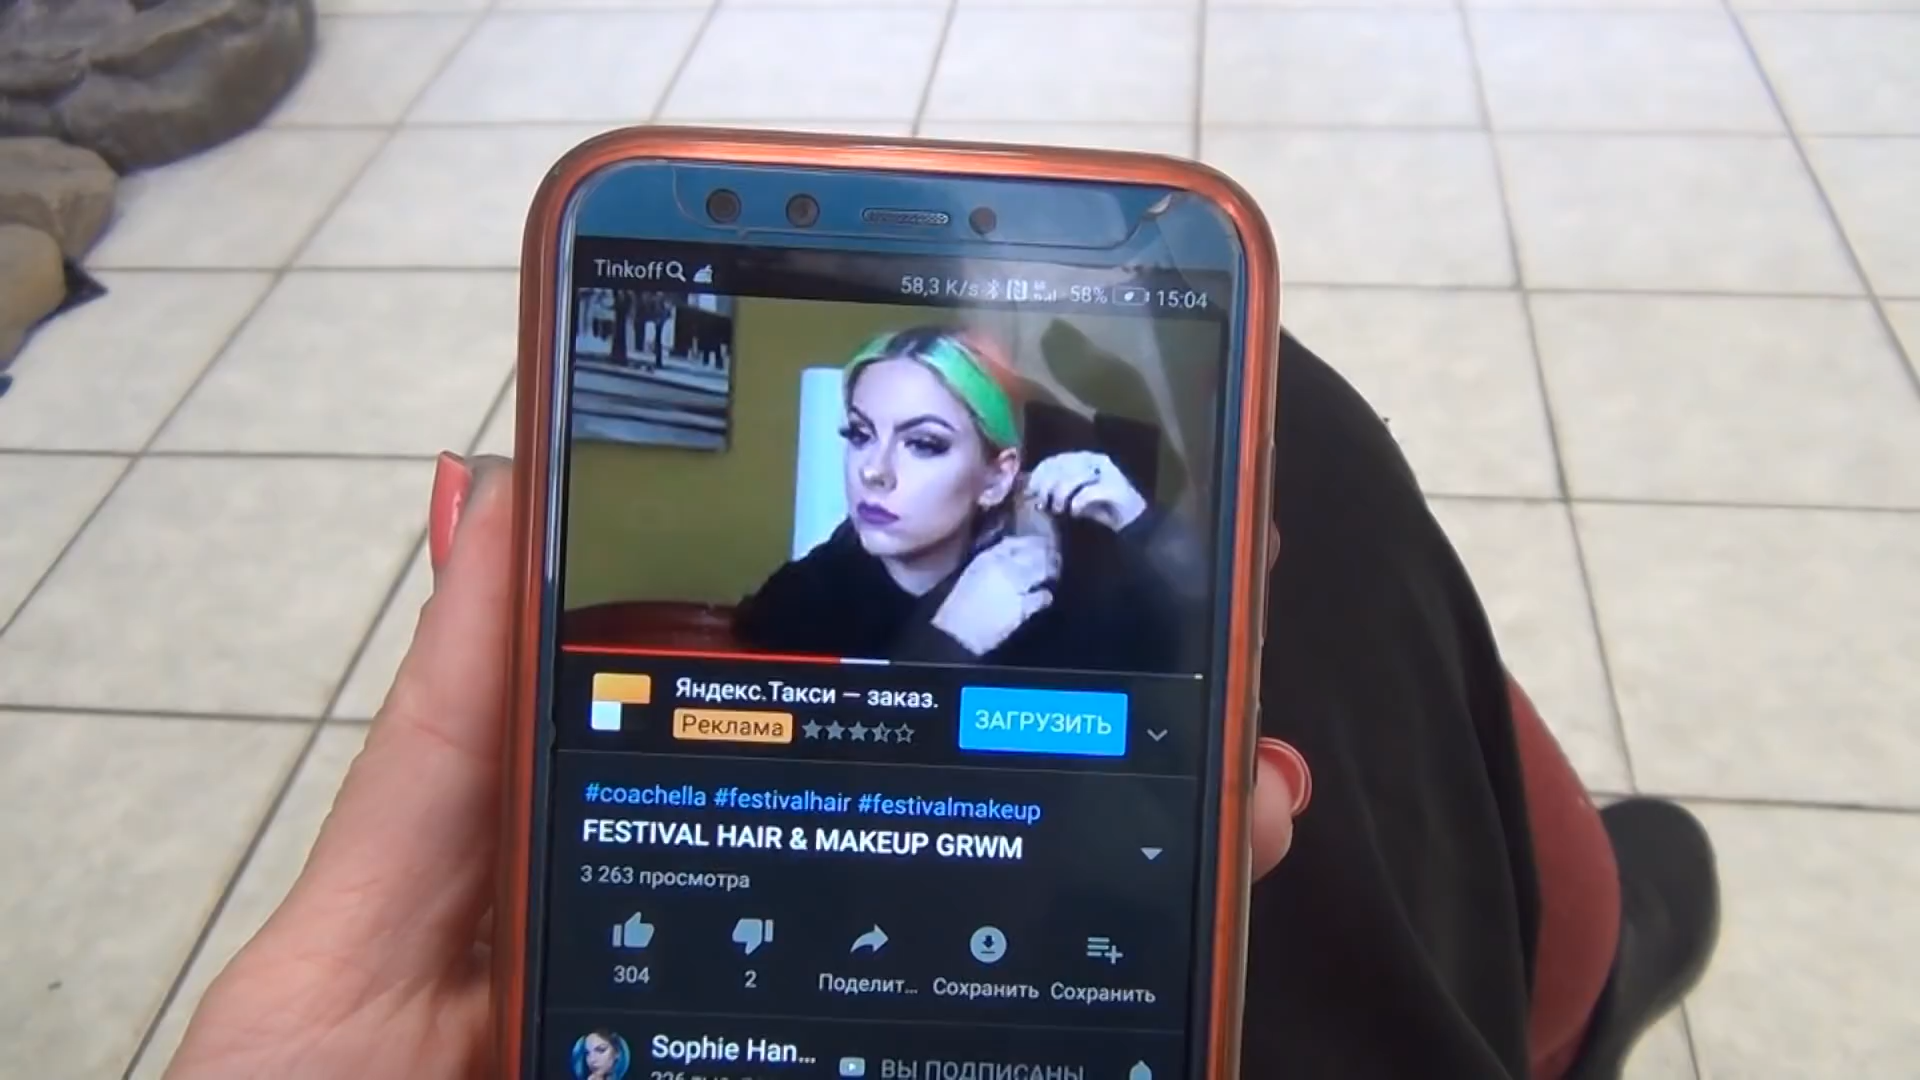 Tinkoff
58,3 K/s 58% 15:04
Яндекс.Такси — заказ.
Реклама
ЗАГРУЗИТЬ
#coachella #festivalhair #festivalmakeup
FESTIVAL HAIR & MAKEUP GRWM
3 263 просмотра
304
2
Поделит...
Сохранить
Сохранить
Sophie Han...
ВЫ ПОДПИСАНЫ